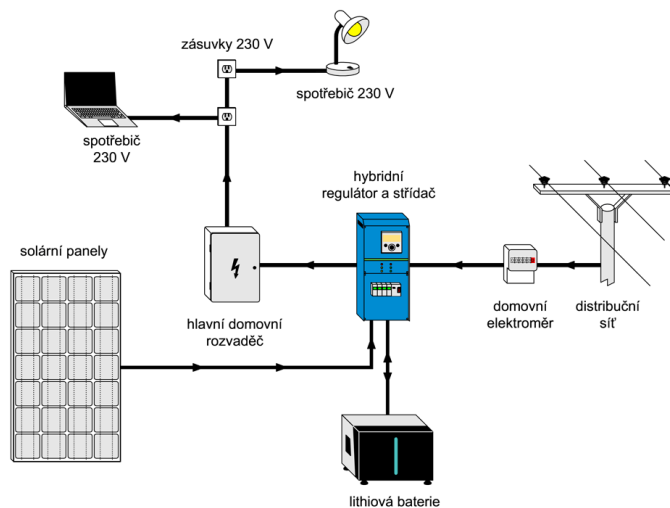 zásuvky 230 V
spotřebič 230 V
spotřebič
230 V
hybridní
regulátor a střídač
solární panely
hlavní domovní
rozvaděč
domovní
elektroměr
distribuční
síť
lithiová baterie